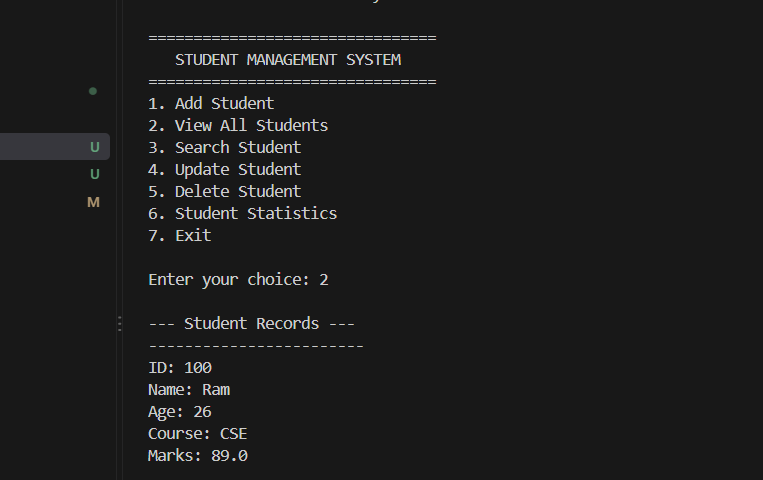 ================================
   STUDENT MANAGEMENT SYSTEM
================================
1. Add Student
2. View All Students
U
3. Search Student
U
4. Update Student
5. Delete Student
M
6. Student Statistics
7. Exit
Enter your choice: 2
--- Student Records ---
------------------------
ID: 100
Name: Ram
Age: 26
Course: CSE
Marks: 89.0